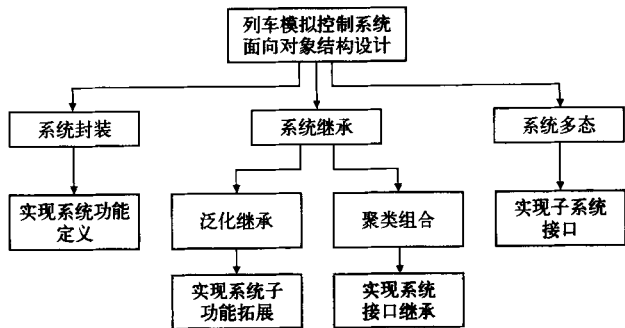 列车模拟控制系统
面向对象结构设计
系统封装
系统继承
系统多态
实现系统功能
定义
泛化继承
聚类组合
实现子系统
接口
实现系统子
功能拓展
实现系统
接口继承